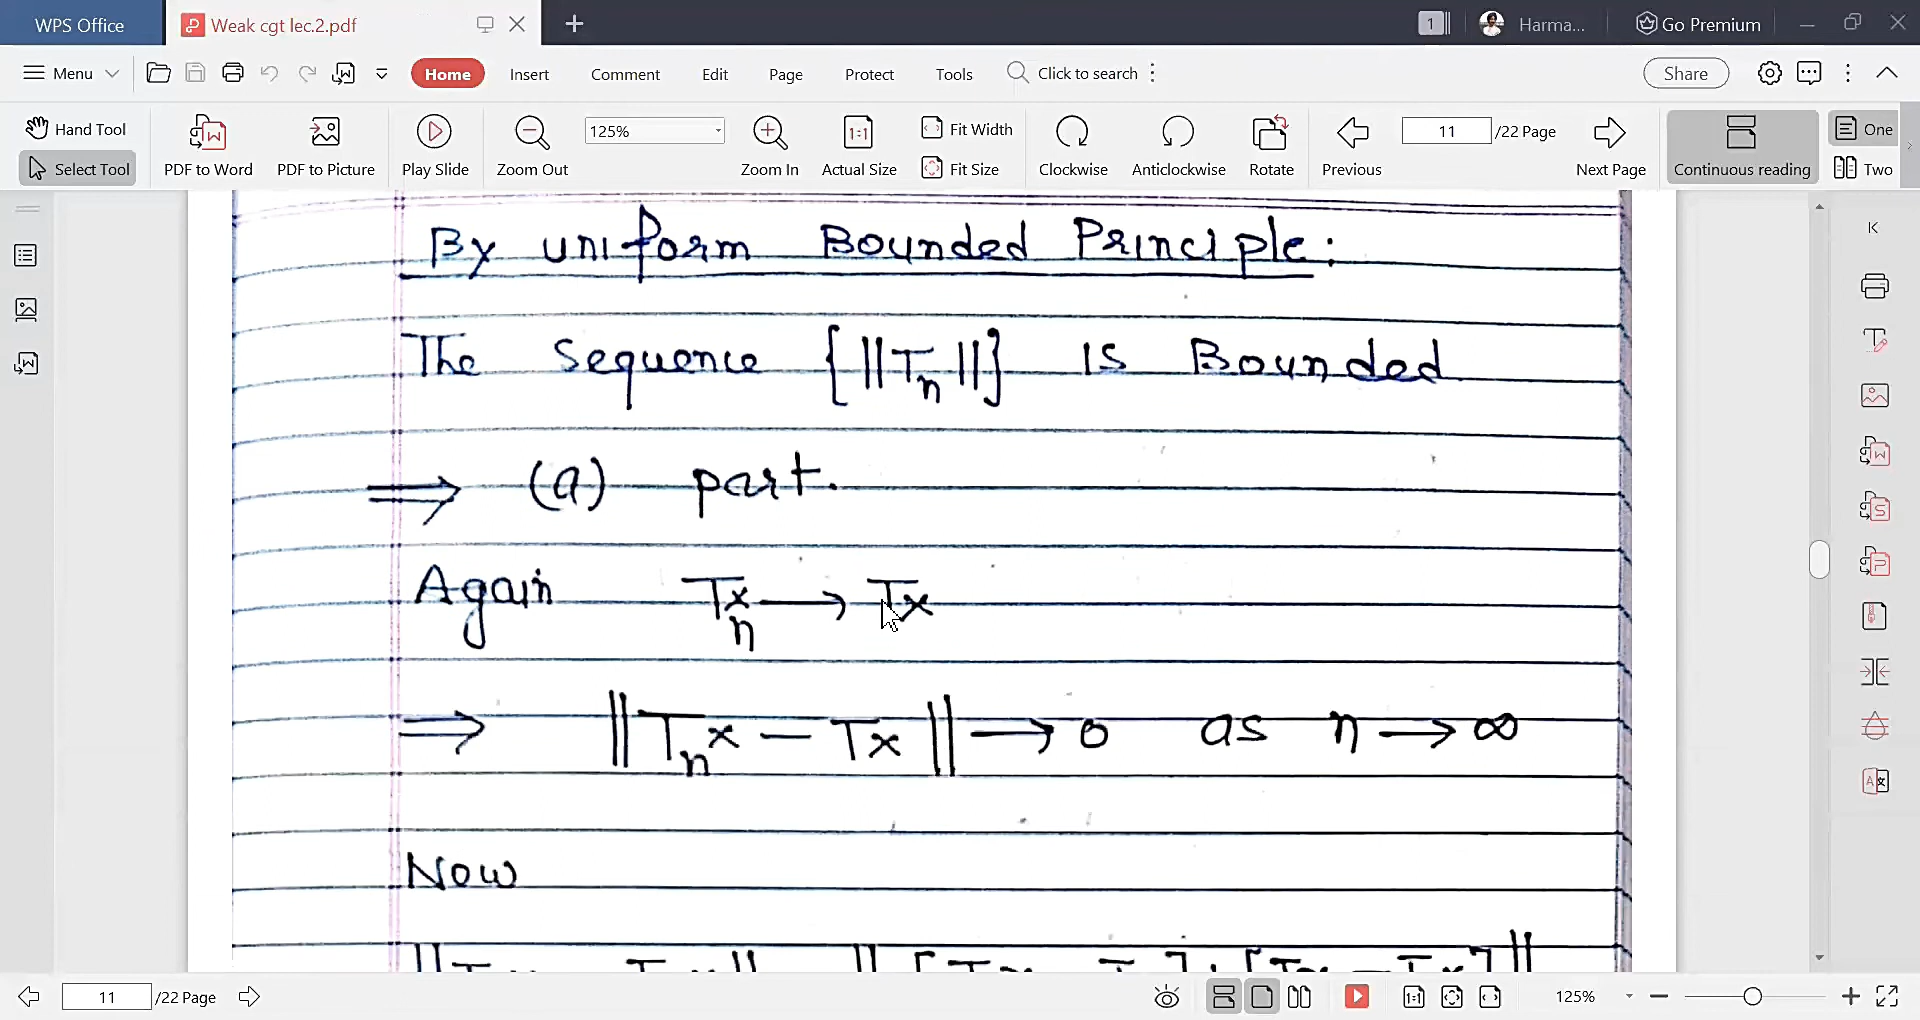 WPS Office
Weak cgt lec.2.pdf
1
Harma...
Go Premium
Menu
Home
Insert
Comment
Edit
Page
Protect
Tools
Click to search
Share
Hand Tool
Select Tool
PDF to Word
PDF to Picture
Play Slide
Zoom Out
125%
Zoom In
1:1
Actual Size
Fit Width
Fit Size
Clockwise
Anticlockwise
Rotate
Previous
11 /22 Page
Next Page
Continuous reading
One
Two
By uniform Bounded Principle:
The Sequence {||Tₙ||} is Bounded
⟹ (a) part.
Again Tₙx → Tx
⟹ ||Tₙx − Tx|| → 0 as n → ∞
Now
11 /22 Page
125%